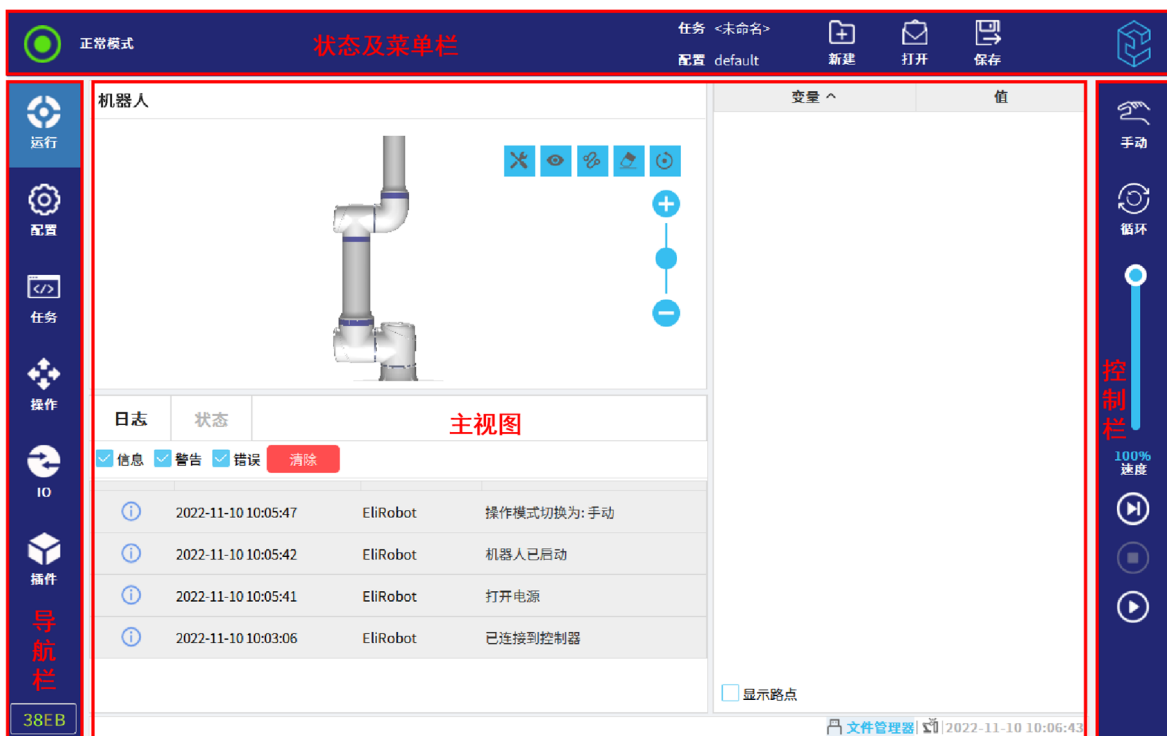 正常模式
状态及菜单栏
任务 <未命名>
配置 default
新建
打开
保存
运行
配置
任务
操作
IO
插件
导航栏
38EB
机器人
日志
状态
主视图
信息
警告
错误
清除
2022-11-10 10:05:47 EliRobot 操作模式切换为: 手动
2022-11-10 10:05:42 EliRobot 机器人已启动
2022-11-10 10:05:41 EliRobot 打开电源
2022-11-10 10:03:06 EliRobot 已连接到控制器
变量
值
显示路点
文件管理器
2022-11-10 10:06:43
手动
循环
控制栏
100%
速度